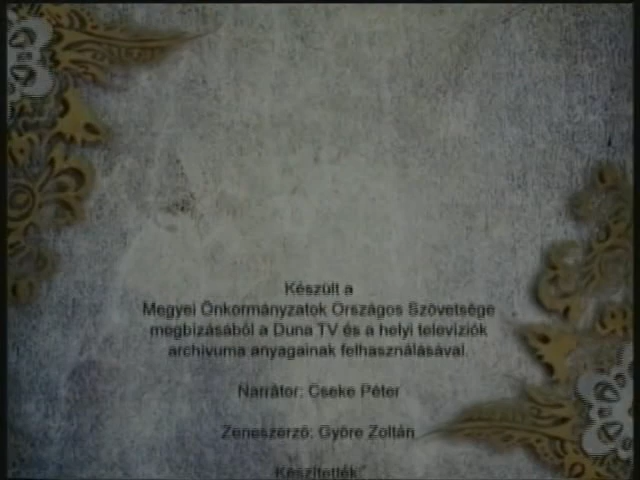 Készült a
Megyei Önkormányzatok Országos Szövetsége
megbízásából a Duna TV és a helyi televíziók
archívuma anyagainak felhasználásával.
Narrátor: Cseke Péter
Zeneszerző: Györe Zoltán
Készítették: